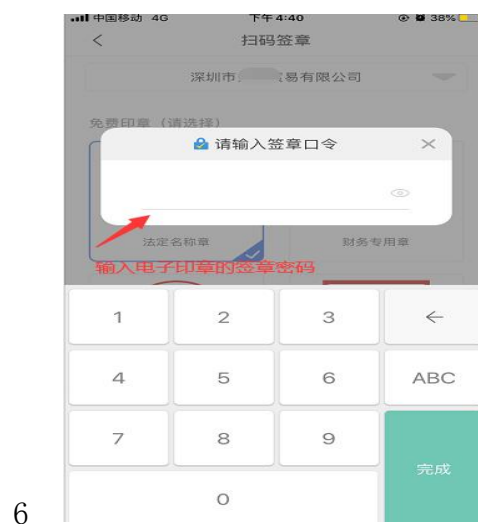 中国移动 4G 下午4:40 38%
扫码签章
深圳市 贸易有限公司
免费印章（请选择）
请输入签章口令
法定名称章 财务专用章
输入电子印章的签章密码
1 2 3
4 5 6 ABC
7 8 9
完成
0
6